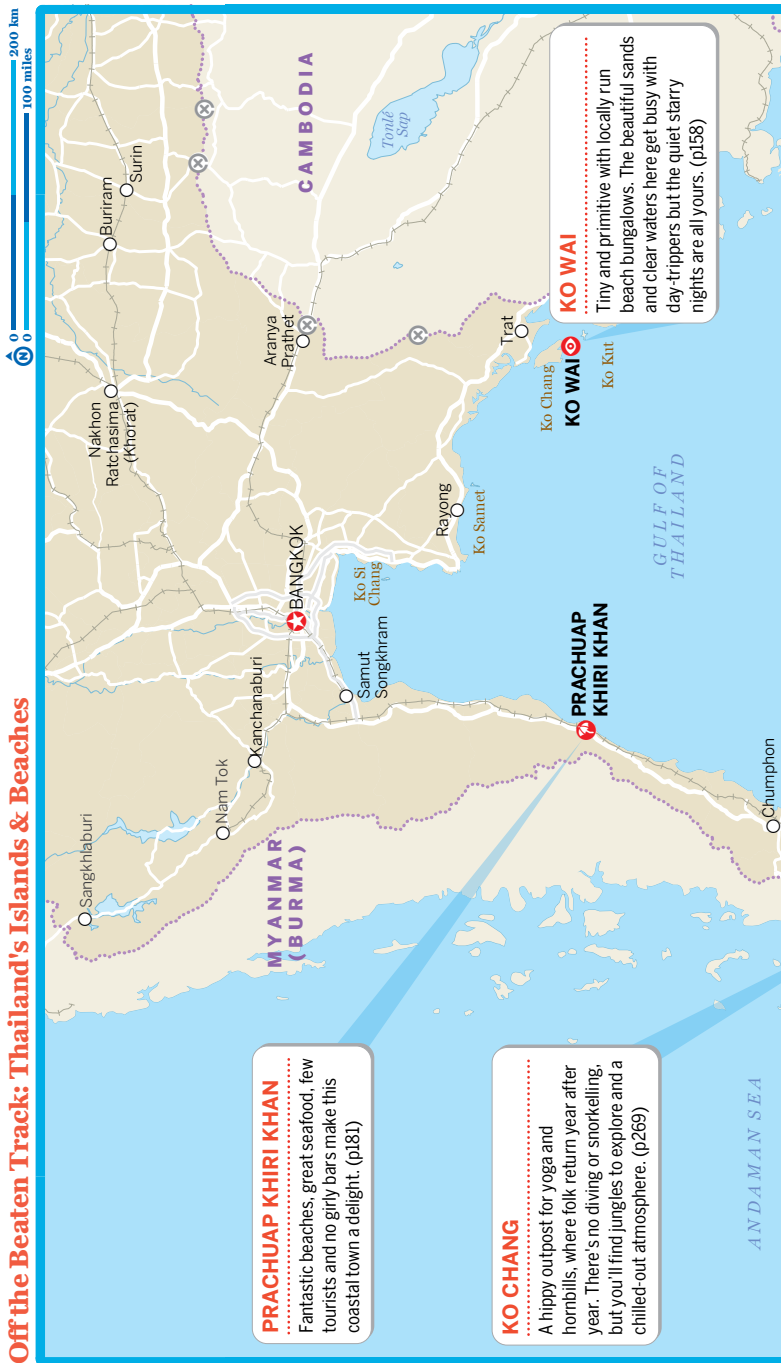 Off the Beaten Track: Thailand's Islands & Beaches
0 200 km
0 100 miles
N
PRACHUAP KHIRI KHAN
Fantastic beaches, great seafood, few
tourists and no girly bars make this
coastal town a delight. (p181)
KO CHANG
A hippy outpost for yoga and
hornbills, where folk return year after
year. There's no diving or snorkelling,
but you'll find jungles to explore and a
chilled-out atmosphere. (p269)
KO WAI
Tiny and primitive with locally run
beach bungalows. The beautiful sands
and clear waters here get busy with
day-trippers but the quiet starry
nights are all yours. (p158)
Sangkhlaburi
Nam Tok
Kanchanaburi
MYANMAR
(BURMA)
Nakhon
Ratchasima
(Khorat)
Buriram
Surin
BANGKOK
Samut
Songkhram
Ko Si
Chang
Aranya
Prathet
CAMBODIA
Tonlé
Sap
Rayong
Ko Samet
Trat
Ko Chang
KO WAI
Ko Kut
PRACHUAP
KHIRI KHAN
GULF OF
THAILAND
Chumphon
ANDAMAN SEA